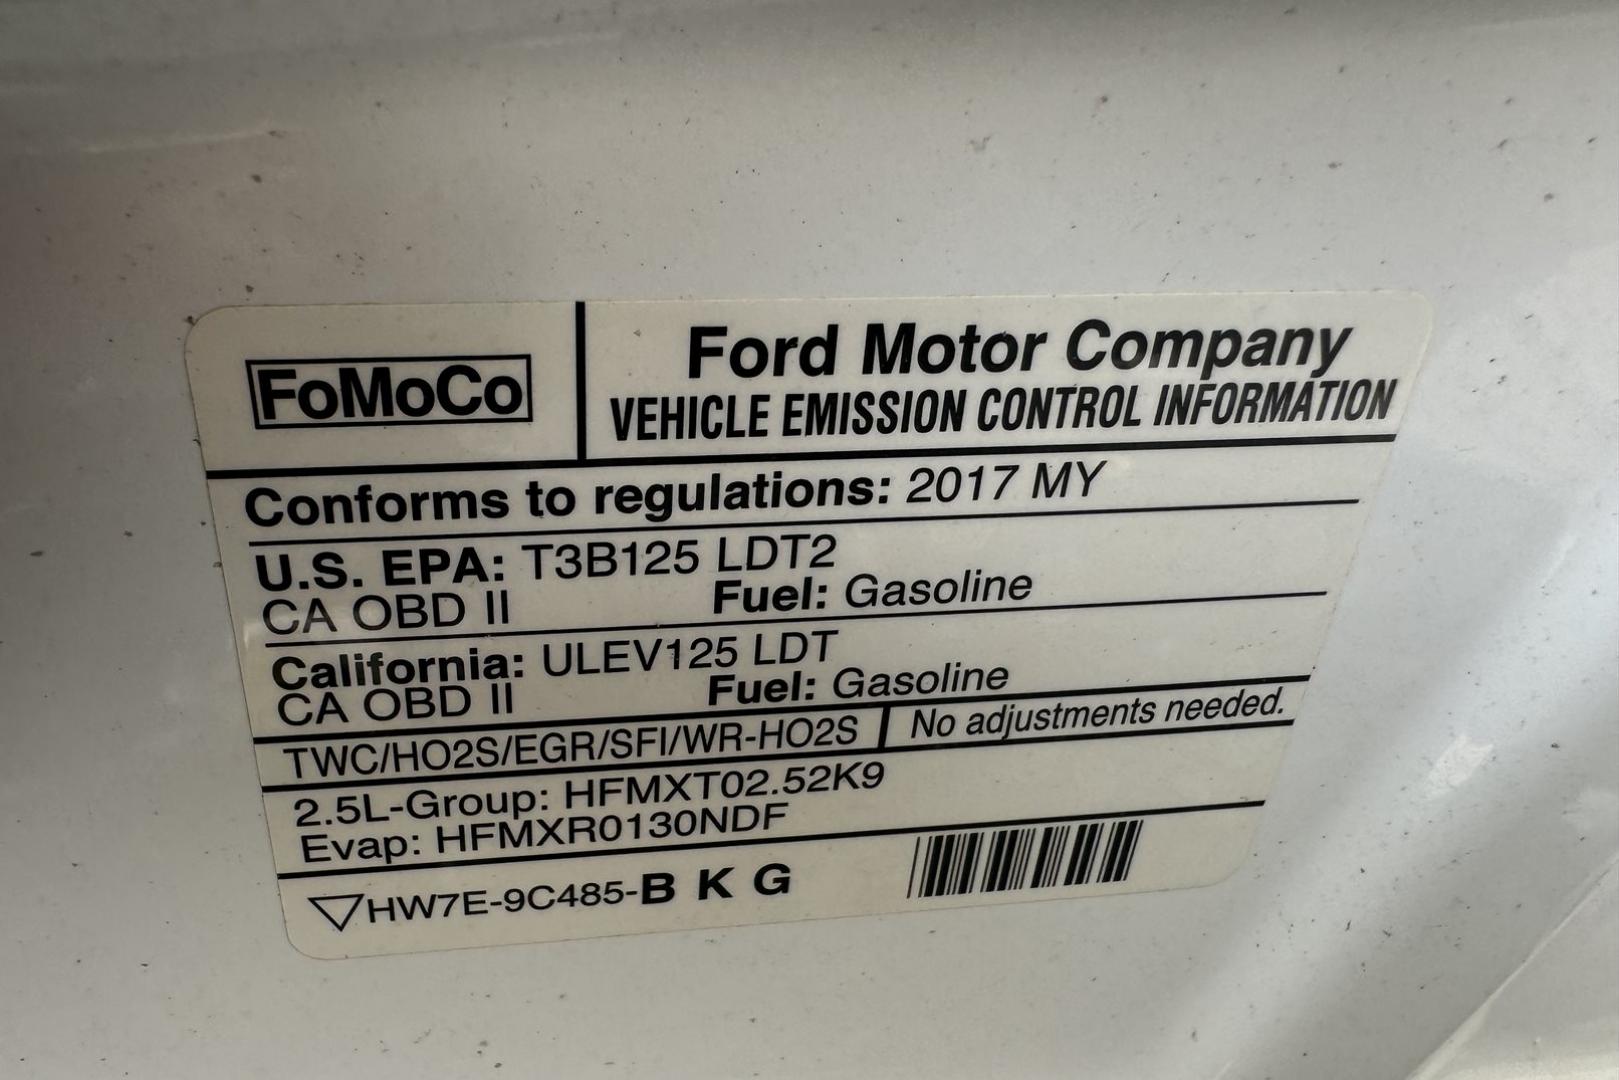 FoMoCo
Ford Motor Company
VEHICLE EMISSION CONTROL INFORMATION
Conforms to regulations: 2017 MY
U.S. EPA: T3B125 LDT2
CA OBD II Fuel: Gasoline
California: ULEV125 LDT
CA OBD II Fuel: Gasoline
TWC/HO2S/EGR/SFI/WR-HO2S No adjustments needed.
2.5L-Group: HFMXT02.52K9
Evap: HFMXR0130NDF
HW7E-9C485-B K G